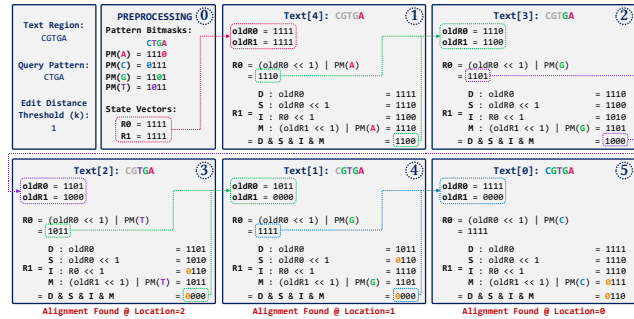 Text Region:
CGTGA
Query Pattern:
CTGA
Edit Distance
Threshold (k):
1
PREPROCESSING 0
Pattern Bitmasks:
CTGA
PM(A) = 1110
PM(C) = 0111
PM(G) = 1101
PM(T) = 1011
State Vectors:
R0 = 1111
R1 = 1111
Text[4]: CGTGA 1
oldR0 = 1111
oldR1 = 1111
R0 = (oldR0 << 1) | PM(A)
= 1110
D : oldR0 = 1111
S : oldR0 << 1 = 1110
R1 = I : R0 << 1 = 1100
M : (oldR1 << 1) | PM(A) = 1110
= D & S & I & M = 1100
Text[3]: CGTGA 2
oldR0 = 1110
oldR1 = 1100
R0 = (oldR0 << 1) | PM(G)
= 1101
D : oldR0 = 1110
S : oldR0 << 1 = 1100
R1 = I : R0 << 1 = 1010
M : (oldR1 << 1) | PM(G) = 1101
= D & S & I & M = 1000
Text[2]: CGTGA 3
oldR0 = 1101
oldR1 = 1000
R0 = (oldR0 << 1) | PM(T)
= 1011
D : oldR0 = 1101
S : oldR0 << 1 = 1010
R1 = I : R0 << 1 = 0110
M : (oldR1 << 1) | PM(T) = 1011
= D & S & I & M = 0000
Alignment Found @ Location=2
Text[1]: CGTGA 4
oldR0 = 1011
oldR1 = 0000
R0 = (oldR0 << 1) | PM(G)
= 1111
D : oldR0 = 1011
S : oldR0 << 1 = 0110
R1 = I : R0 << 1 = 1110
M : (oldR1 << 1) | PM(G) = 1101
= D & S & I & M = 0000
Alignment Found @ Location=1
Text[0]: CGTGA 5
oldR0 = 1111
oldR1 = 0000
R0 = (oldR0 << 1) | PM(C)
= 1111
D : oldR0 = 1111
S : oldR0 << 1 = 1110
R1 = I : R0 << 1 = 1110
M : (oldR1 << 1) | PM(C) = 0111
= D & S & I & M = 0110
Alignment Found @ Location=0